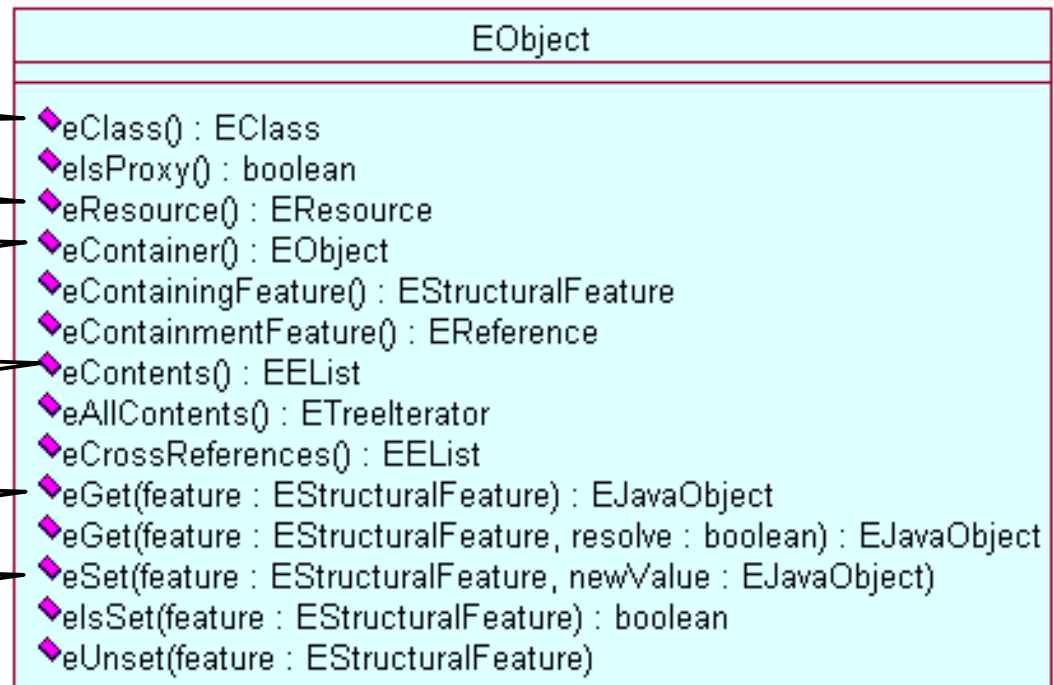 EObject
eClass() : EClass
eIsProxy() : boolean
eResource() : EResource
eContainer() : EObject
eContainingFeature() : EStructuralFeature
eContainmentFeature() : EReference
eContents() : EEList
eAllContents() : ETreeIterator
eCrossReferences() : EEList
eGet(feature : EStructuralFeature) : EJavaObject
eGet(feature : EStructuralFeature, resolve : boolean) : EJavaObject
eSet(feature : EStructuralFeature, newValue : EJavaObject)
eIsSet(feature : EStructuralFeature) : boolean
eUnset(feature : EStructuralFeature)